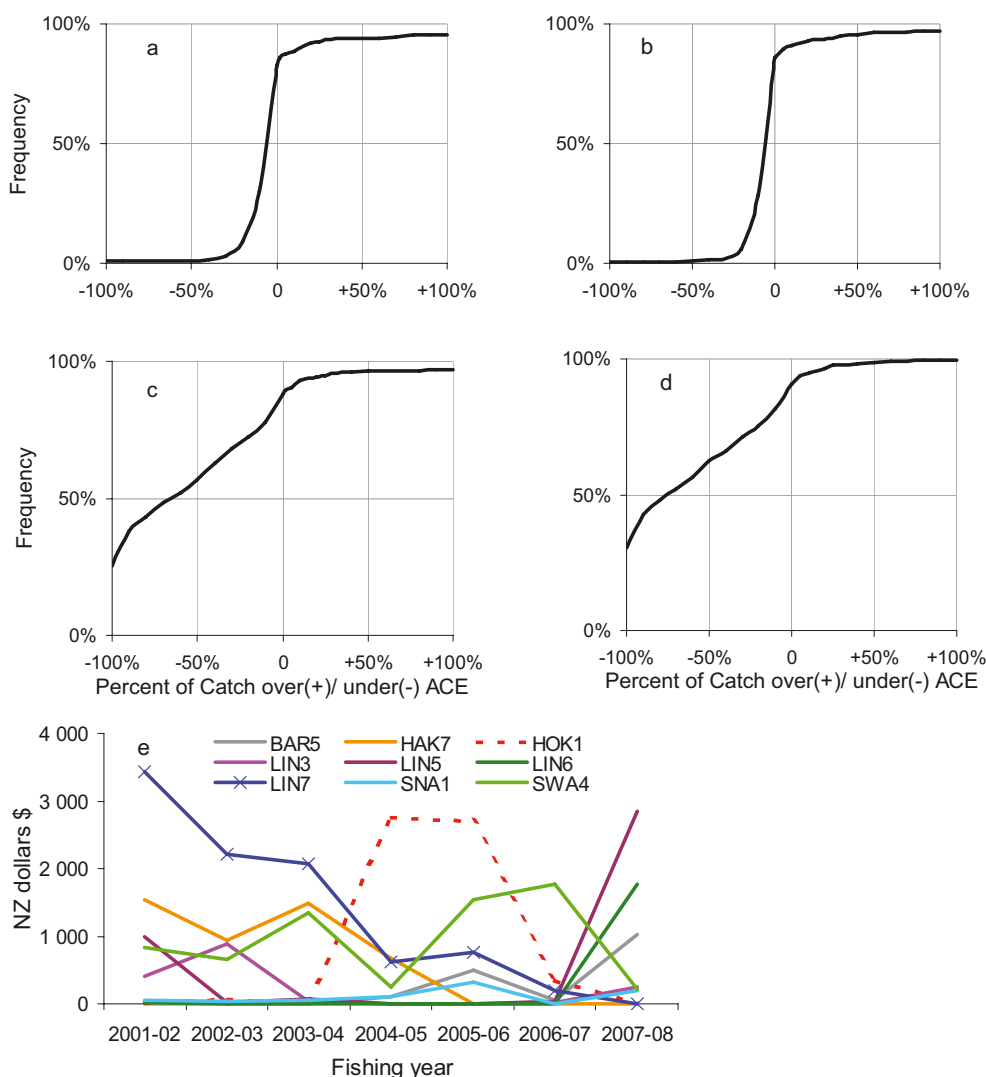 100%
a
Frequency
50%
0%
-100% -50% 0 +50% +100%
100%
b
50%
0%
-100% -50% 0 +50% +100%
100%
c
Frequency
50%
0%
-100% -50% 0 +50% +100%
Percent of Catch over(+)/ under(-) ACE
100%
d
50%
0%
-100% -50% 0 +50% +100%
Percent of Catch over(+)/ under(-) ACE
4 000
e
BAR5 HAK7 HOK1
LIN3 LIN5 LIN6
LIN7 SNA1 SWA4
NZ dollars $
3 000
2 000
1 000
0
2001-02 2002-03 2003-04 2004-05 2005-06 2006-07 2007-08
Fishing year